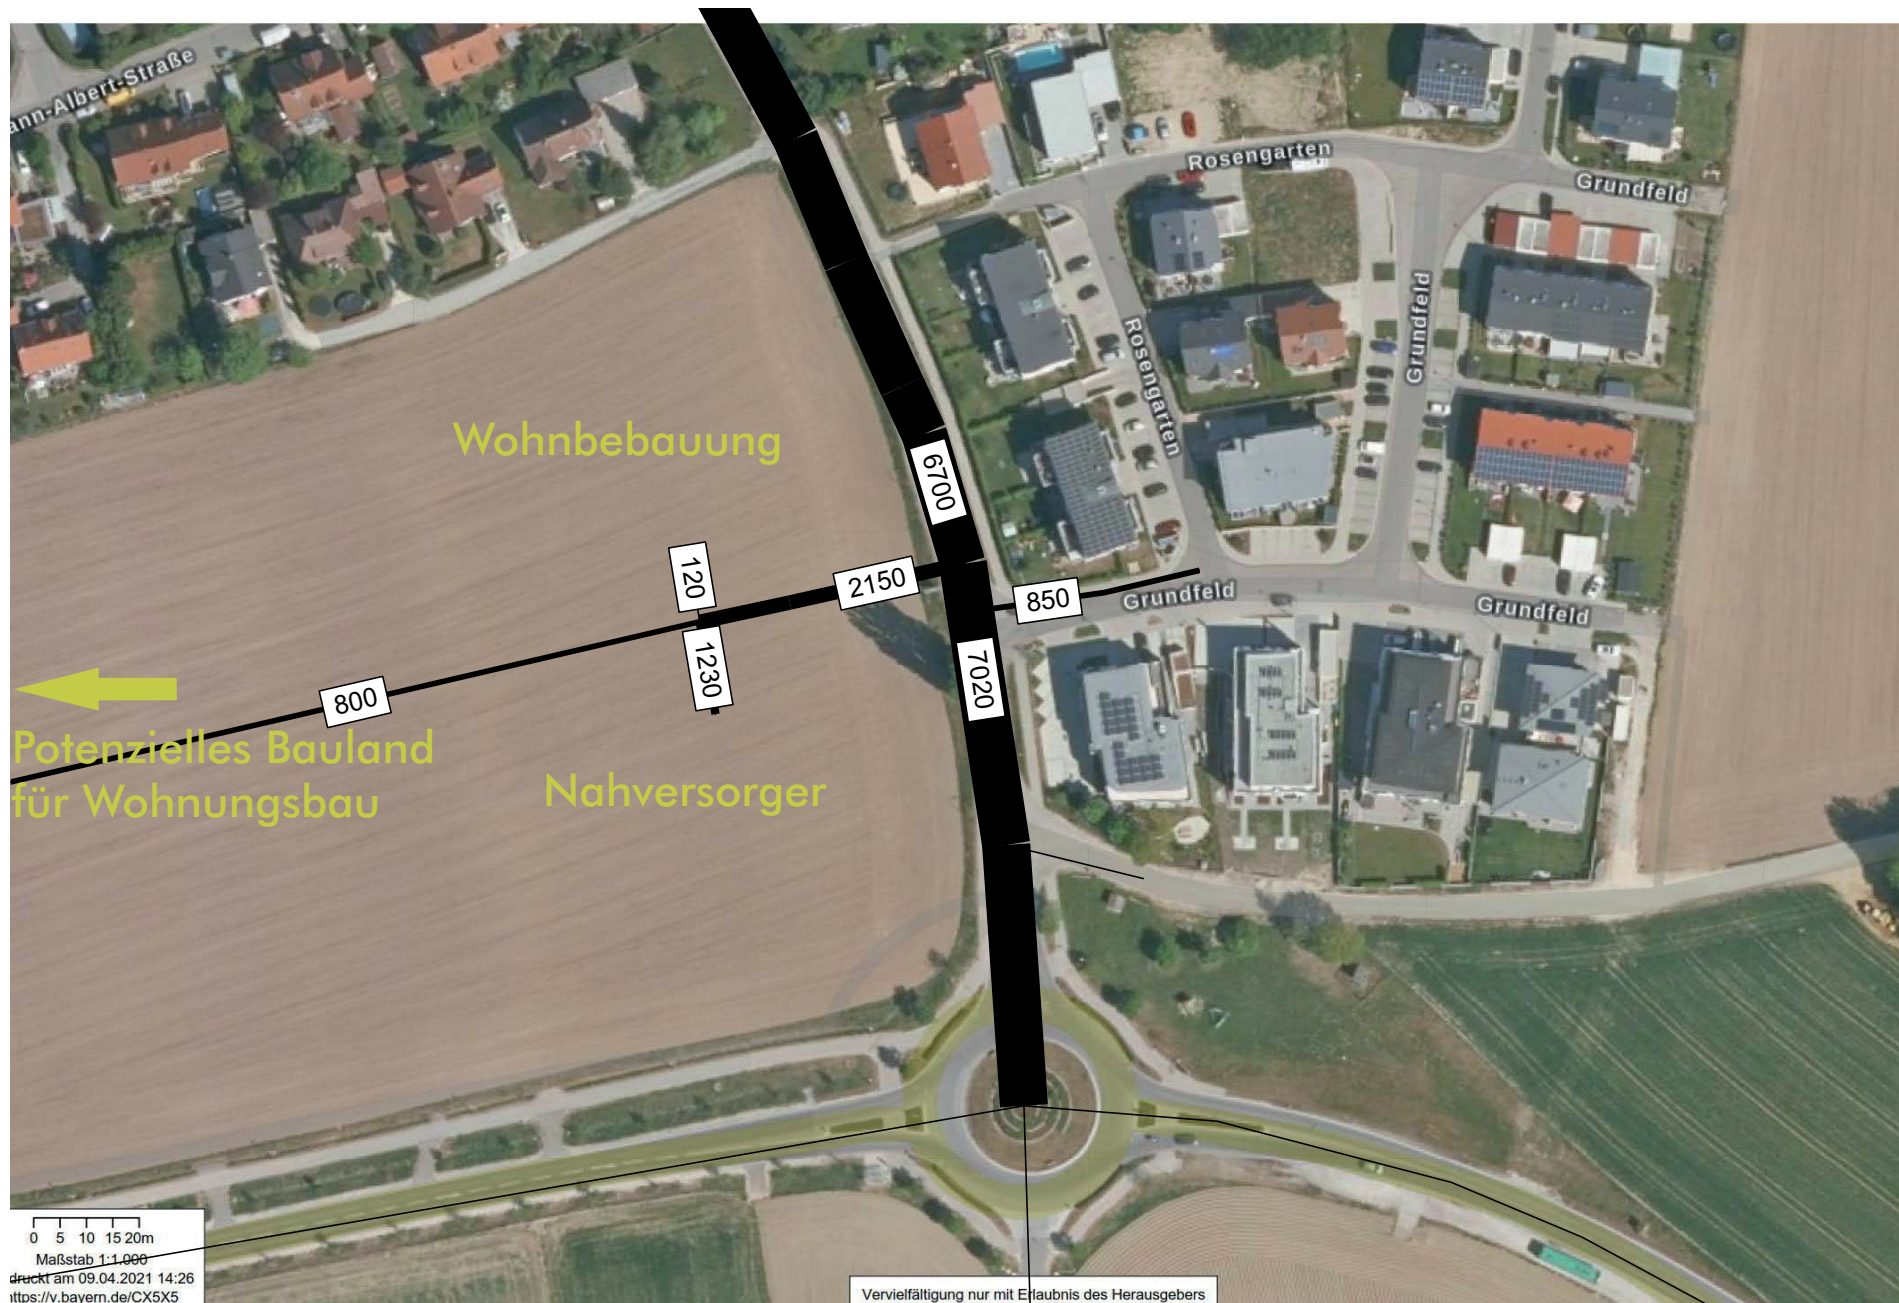 ann-Albert-Straße
Rosengarten
Grundfeld
Grundfeld
Rosengarten
Wohnbebauung
6700
120
2150
850
Grundfeld
Grundfeld
1230
7020
800
Potenzielles Bauland
für Wohnungsbau
Nahversorger
0 5 10 15 20m
Maßstab 1:1.000
druckt am 09.04.2021 14:26
https://v.bayern.de/CX5X5
Vervielfältigung nur mit Erlaubnis des Herausgebers